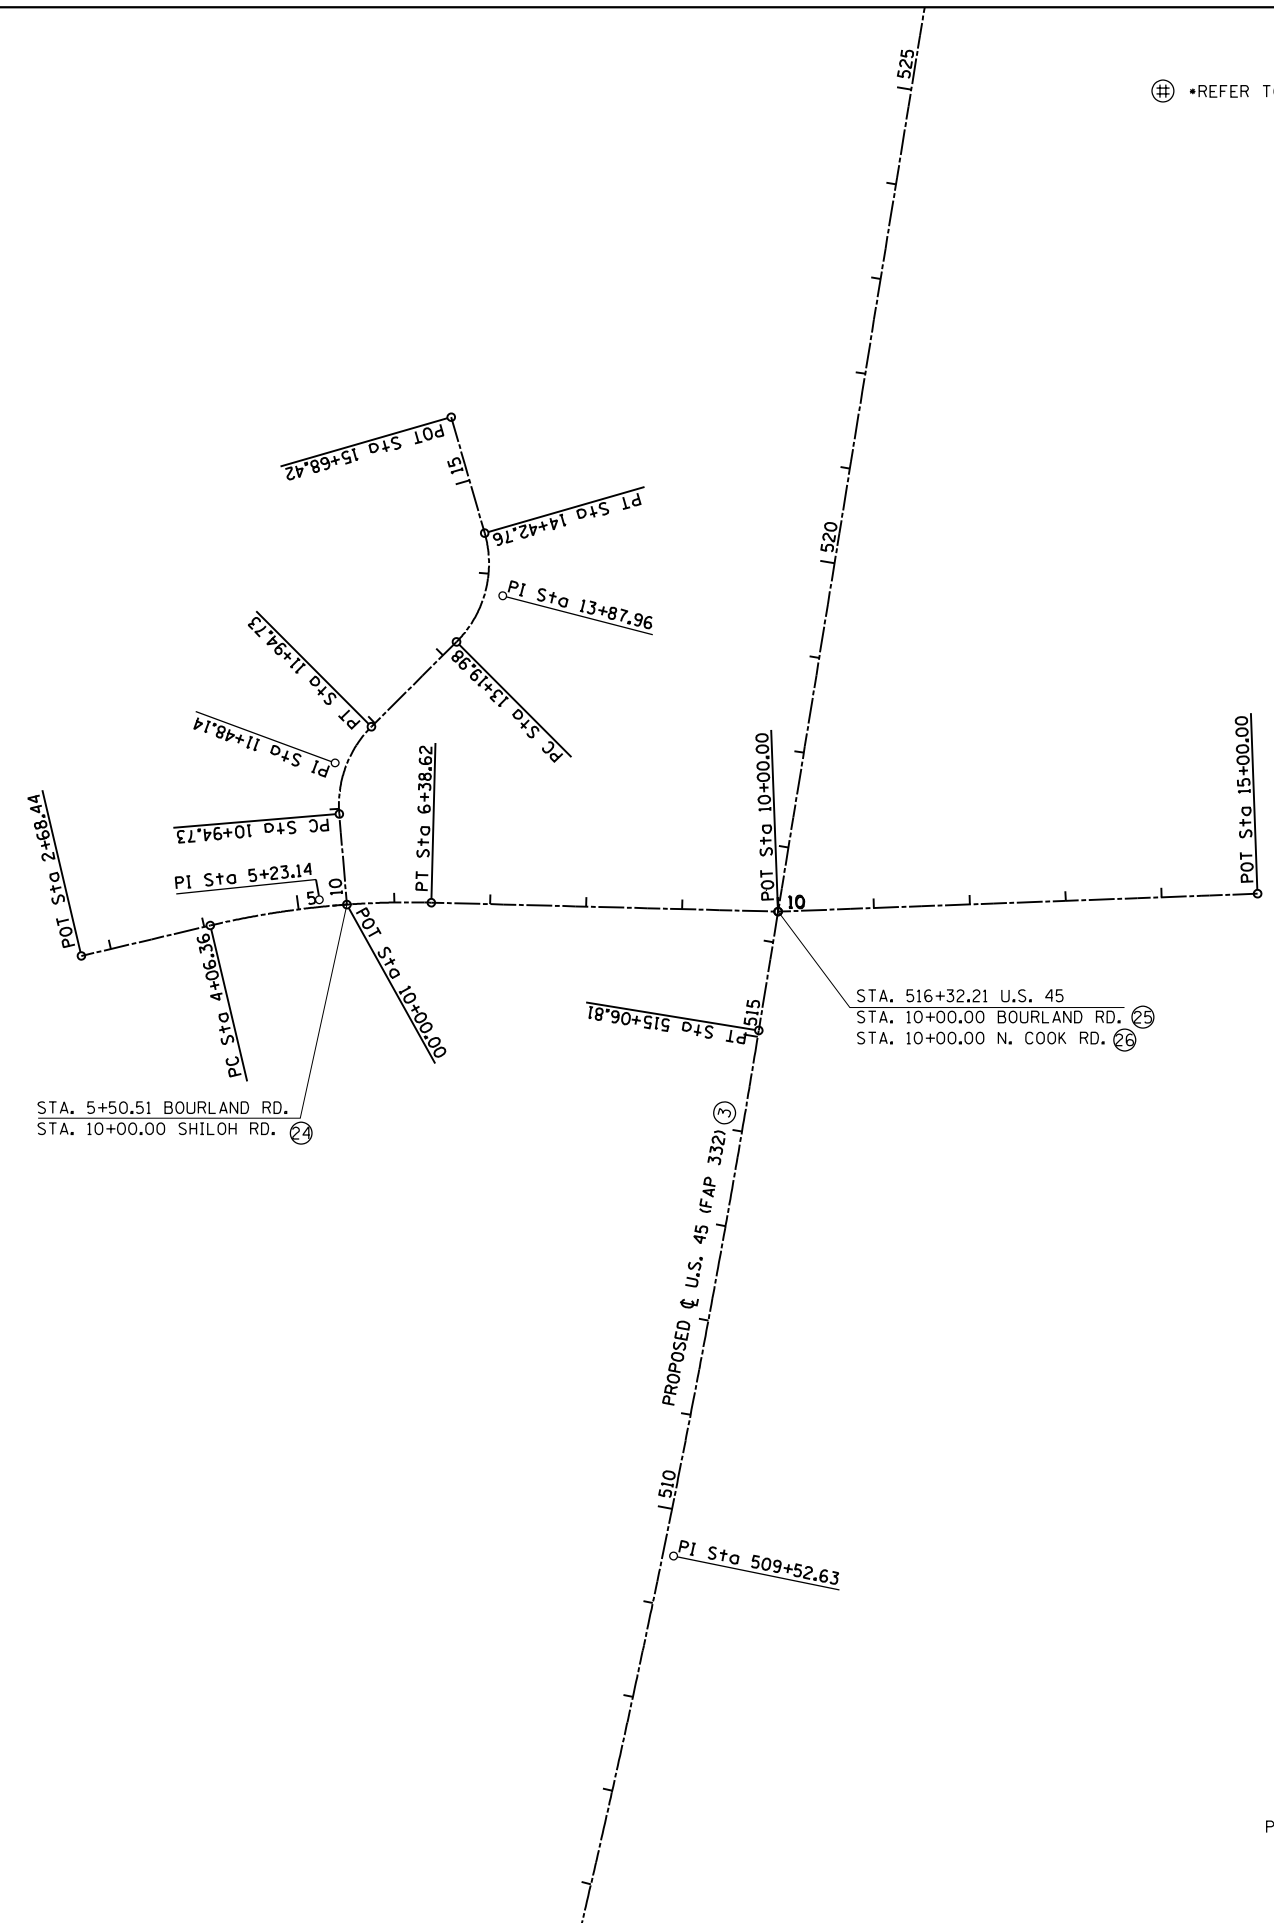 525
# *REFER T
520
POT Sta 15+68.42
15
PT Sta 14+42.76
PI Sta 13+87.96
PC Sta 13+19.98
PT Sta 11+94.73
PI Sta 11+48.14
PC Sta 10+94.73
PI Sta 5+23.14
POT Sta 2+68.44
5
10
PT Sta 6+38.62
POT Sta 10+00.00
10
POT Sta 15+00.00
PC Sta 4+06.36
POT Sta 10+00.00
STA. 516+32.21 U.S. 45
STA. 10+00.00 BOURLAND RD. 25
STA. 10+00.00 N. COOK RD. 26
PT Sta 515+06.81
515
STA. 5+50.51 BOURLAND RD.
STA. 10+00.00 SHILOH RD. 24
PROPOSED ℄ U.S. 45 (FAP 332) 3
510
PI Sta 509+52.63
P